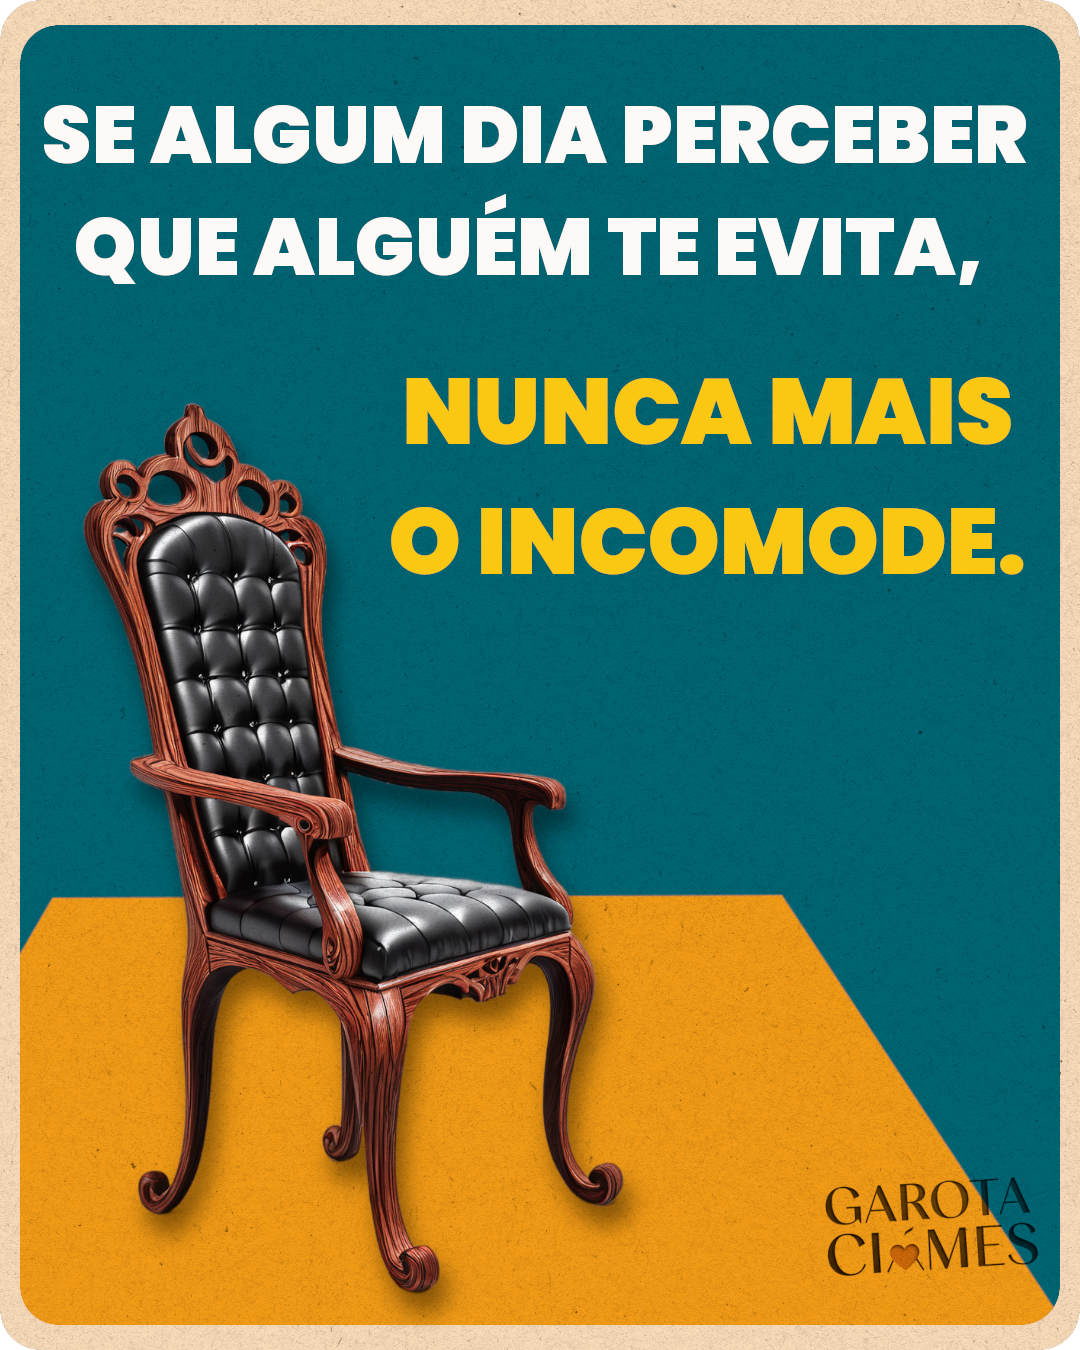 SE ALGUM DIA PERCEBER
QUE ALGUÉM TE EVITA,
NUNCA MAIS
O INCOMODE.
GAROTA
CIÚMES